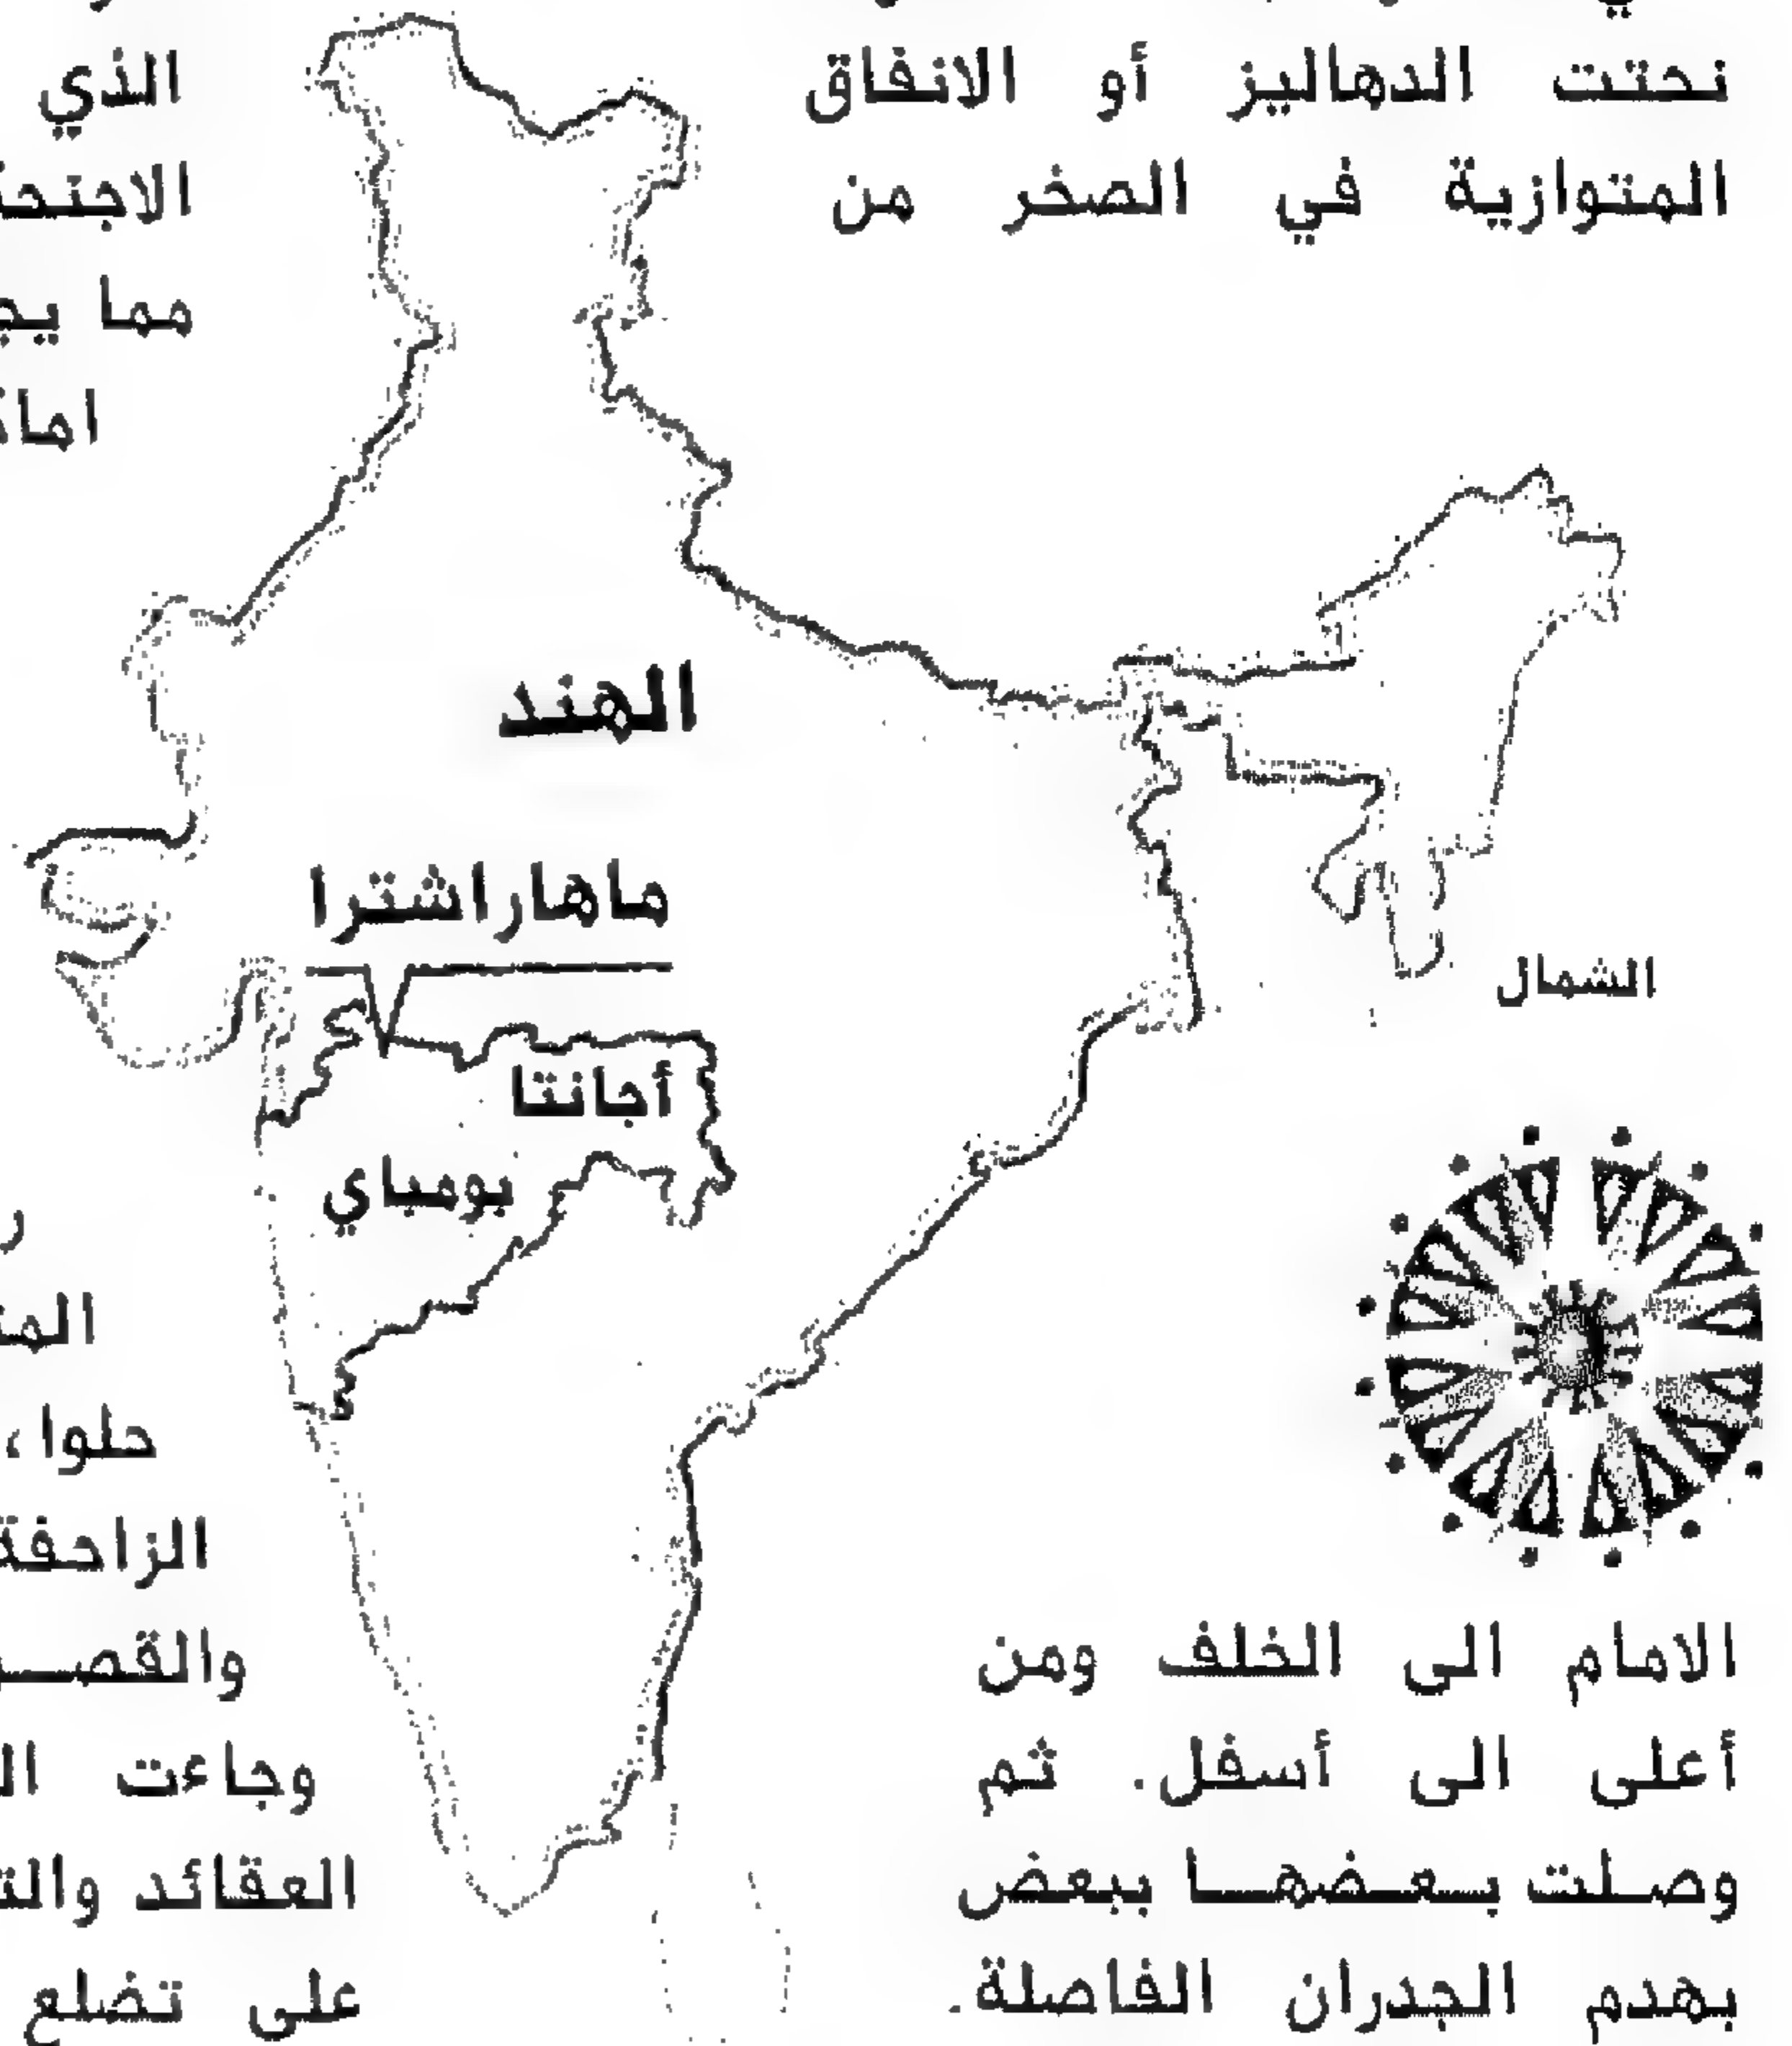 نحتت الدهاليز أو الانفاق
المتوازية في الصخر من
الهند
ماهاراشترا
أجانتا
بومباي
الشمال
الامام الى الخلف ومن
أعلى الى أسفل. ثم
وصلت بعضها ببعض
بهدم الجدران الفاصلة.
الذي
مما
حلوا،
الزاحفة
وجاءت
العقائد
على تضلع